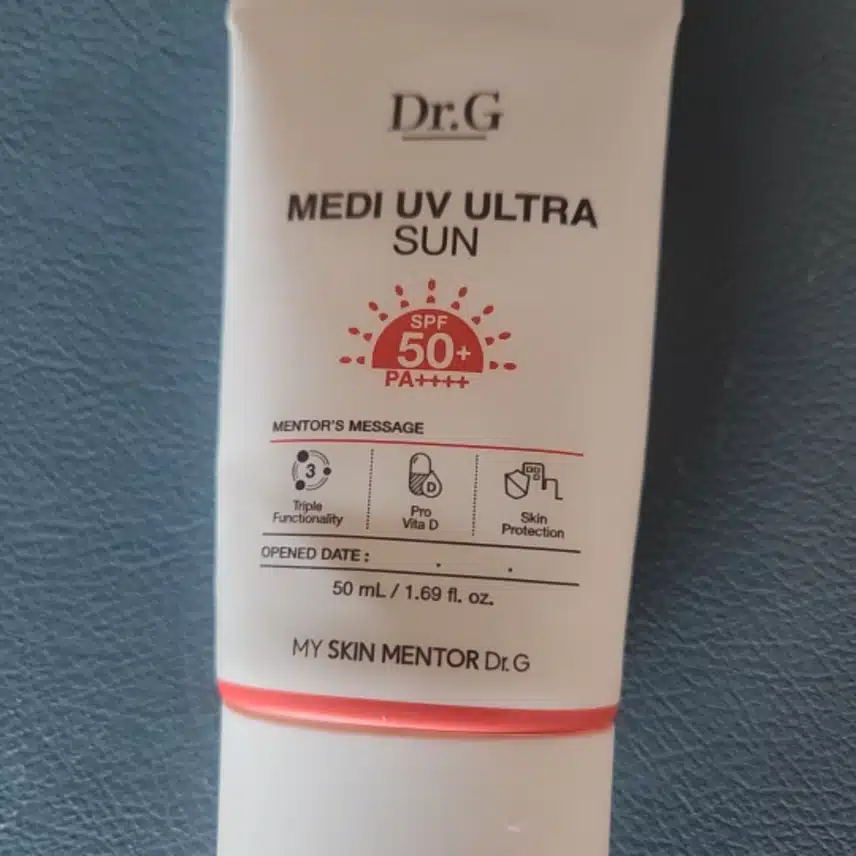 Dr.G
MEDI UV ULTRA
SUN
SPF
50+
PA++++
MENTOR'S MESSAGE
3
Triple
Functionality
D
Pro
Vita D
Skin
Protection
OPENED DATE : . .
50 mL / 1.69 fl. oz.
MY SKIN MENTOR Dr.G